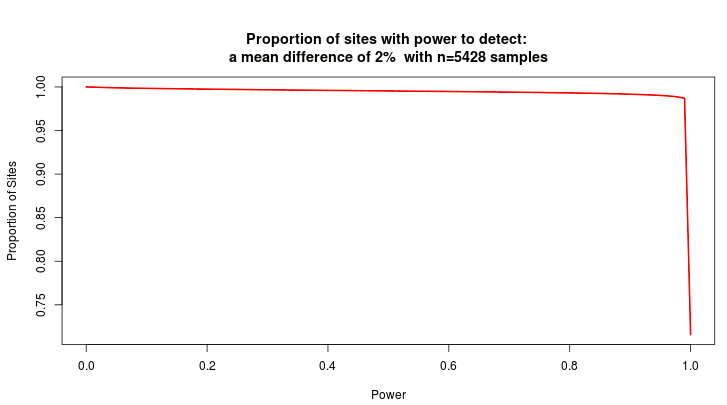 Proportion of sites with power to detect:
a mean difference of 2%  with n=5428 samples
Proportion of Sites
1.00
0.95
0.90
0.85
0.80
0.75
0.0 0.2 0.4 0.6 0.8 1.0
Power